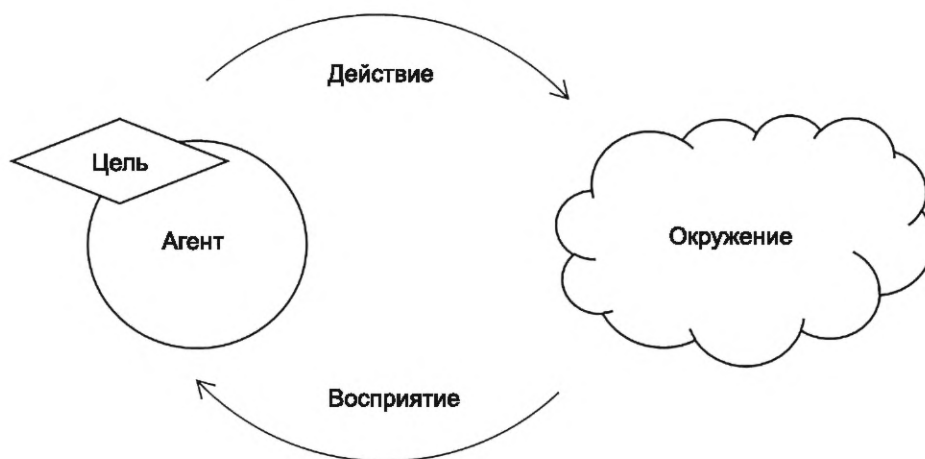 Действие
Цель
Агент
Окружение
Восприятие